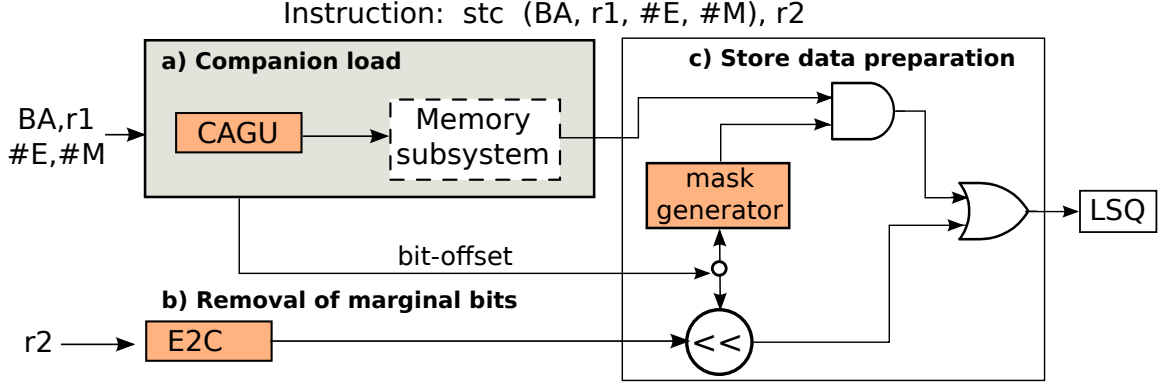 Instruction:  stc  (BA, r1, #E, #M), r2
a) Companion load
c) Store data preparation
BA,r1
#E,#M
CAGU
Memory
subsystem
mask
generator
LSQ
bit-offset
b) Removal of marginal bits
r2
E2C
<<